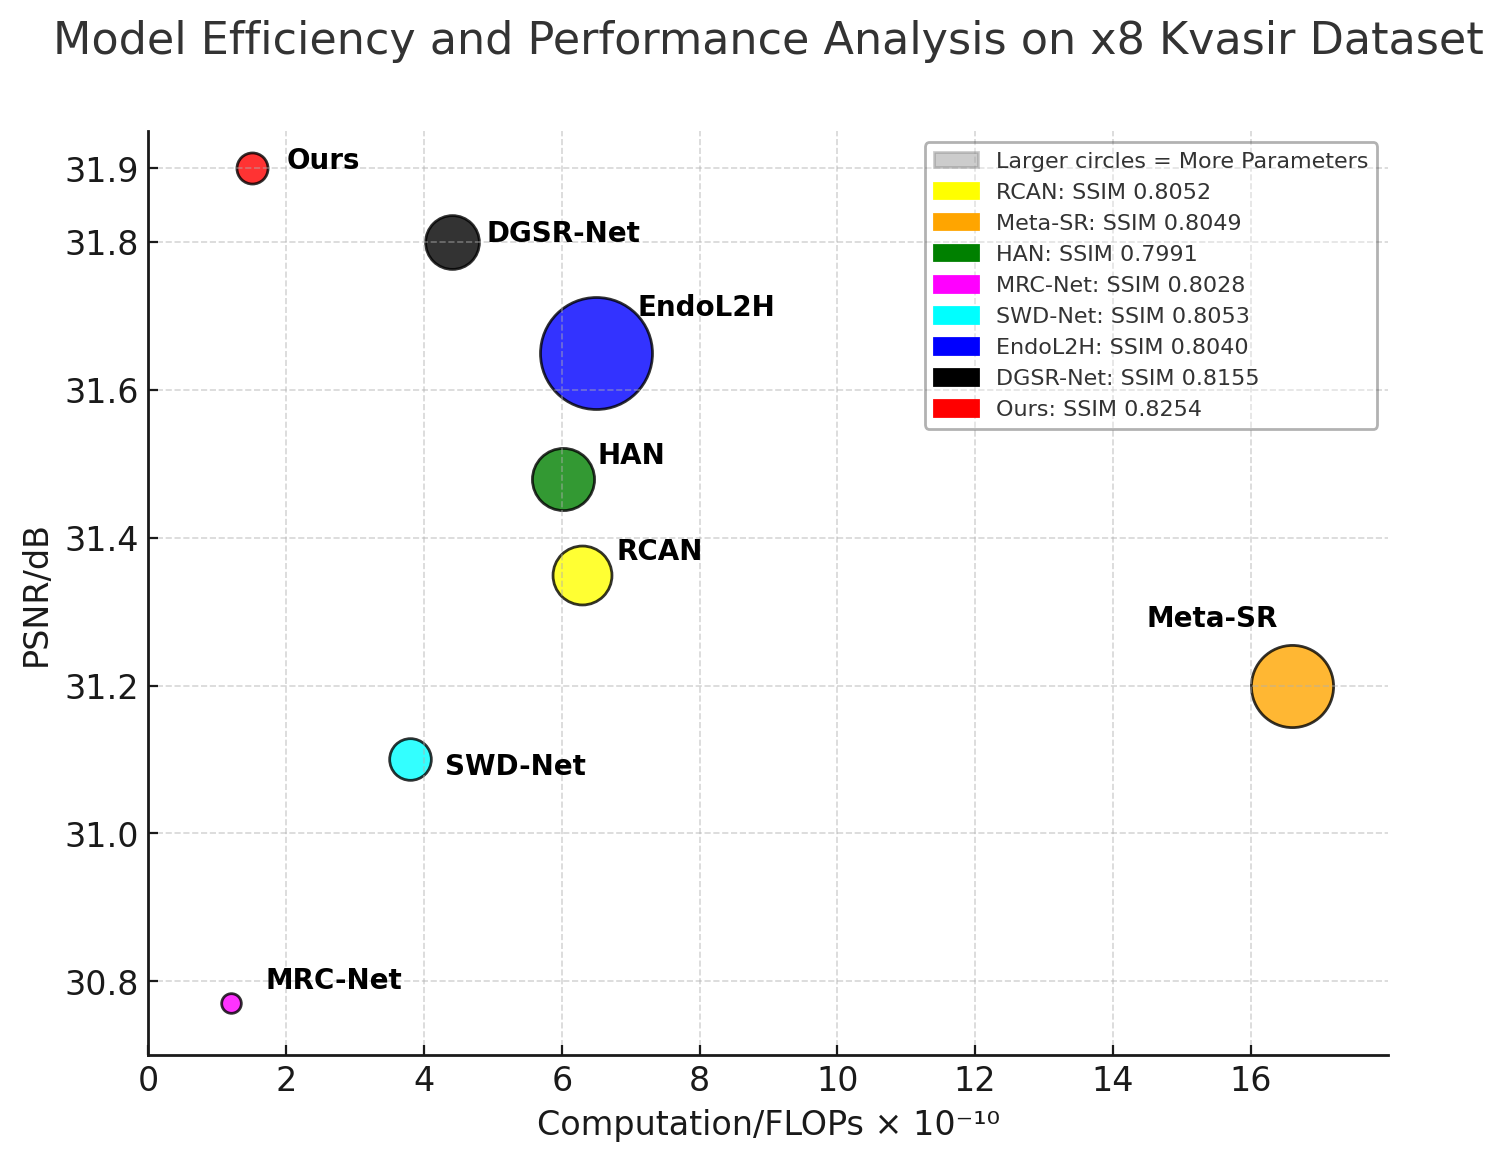 Model Efficiency and Performance Analysis on x8 Kvasir Dataset
Larger circles = More Parameters
RCAN: SSIM 0.8052
Meta-SR: SSIM 0.8049
HAN: SSIM 0.7991
MRC-Net: SSIM 0.8028
SWD-Net: SSIM 0.8053
EndoL2H: SSIM 0.8040
DGSR-Net: SSIM 0.8155
Ours: SSIM 0.8254
Ours
DGSR-Net
EndoL2H
HAN
RCAN
Meta-SR
SWD-Net
MRC-Net
PSNR/dB
31.9
31.8
31.6
31.4
31.2
31.0
30.8
0 2 4 6 8 10 12 14 16
Computation/FLOPs × 10⁻¹⁰